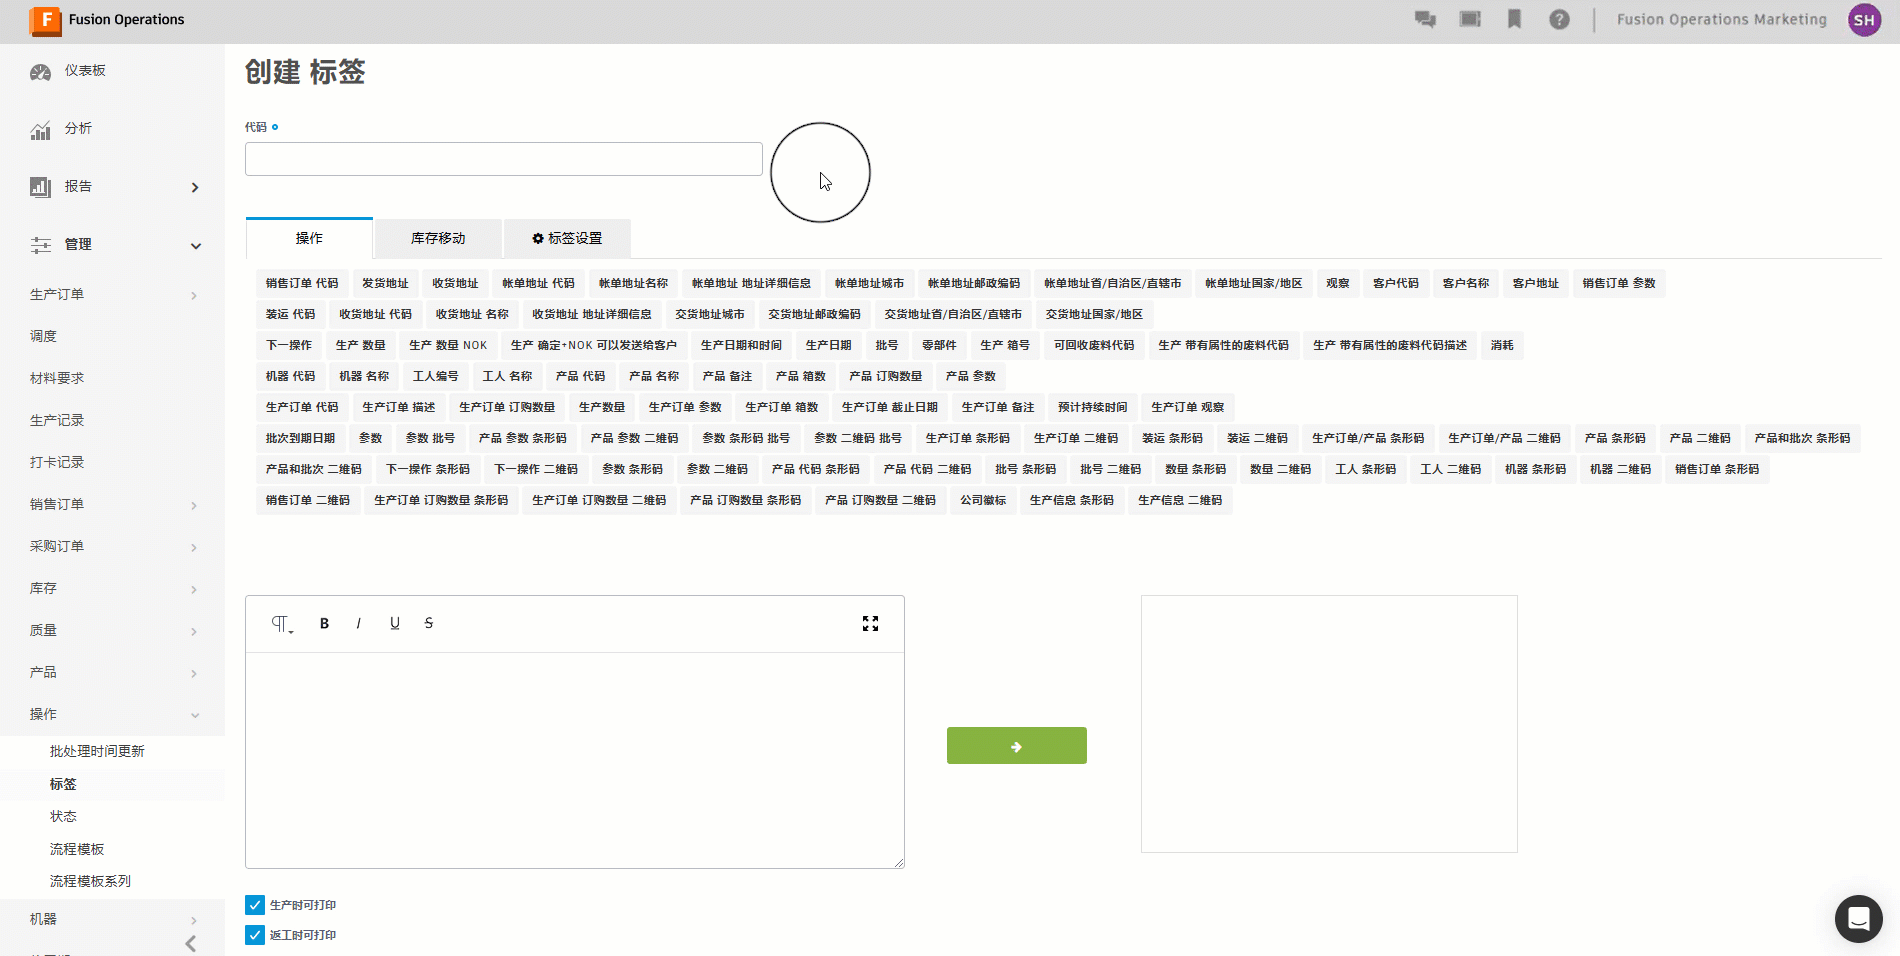 Fusion Operations
Fusion Operations Marketing
SH
仪表板
分析
报告
管理
生产订单
调度
材料要求
生产记录
打卡记录
销售订单
采购订单
库存
质量
产品
操作
批处理时间更新
标签
状态
流程模板
流程模板系列
机器
创建 标签
代码
操作 库存移动 标签设置
销售订单 代码 发货地址 收货地址 帐单地址 代码 帐单地址名称 帐单地址 地址详细信息 帐单地址城市 帐单地址邮政编码 帐单地址省/自治区/直辖市 帐单地址国家/地区 观察 客户代码 客户名称 客户地址 销售订单 参数
装运 代码 收货地址 代码 收货地址 名称 收货地址 地址详细信息 交货地址城市 交货地址邮政编码 交货地址省/自治区/直辖市 交货地址国家/地区
下一操作 生产 数量 生产 数量 NOK 生产 确定+NOK 可以发送给客户 生产日期和时间 生产日期 批号 零部件 生产 箱号 可回收废料代码 生产 带有属性的废料代码 生产 带有属性的废料代码描述 消耗
机器 代码 机器 名称 工人编号 工人 名称 产品 代码 产品 名称 产品 备注 产品 箱数 产品 订购数量 产品 参数
生产订单 代码 生产订单 描述 生产订单 订购数量 生产数量 生产订单 参数 生产订单 箱数 生产订单 截止日期 生产订单 备注 预计持续时间 生产订单 观察
批次到期日期 参数 参数 批号 产品 参数 条形码 产品 参数 二维码 参数 条形码 批号 参数 二维码 批号 生产订单 条形码 生产订单 二维码 装运 条形码 装运 二维码 生产订单/产品 条形码 生产订单/产品 二维码 产品 条形码 产品 二维码 产品和批次 条形码
产品和批次 二维码 下一操作 条形码 下一操作 二维码 参数 条形码 参数 二维码 产品 代码 条形码 产品 代码 二维码 批号 条形码 批号 二维码 数量 条形码 数量 二维码 工人 条形码 工人 二维码 机器 条形码 机器 二维码 销售订单 条形码
销售订单 二维码 生产订单 订购数量 条形码 生产订单 订购数量 二维码 产品 订购数量 条形码 产品 订购数量 二维码 公司徽标 生产信息 条形码 生产信息 二维码
B I U S
生产时可打印
返工时可打印